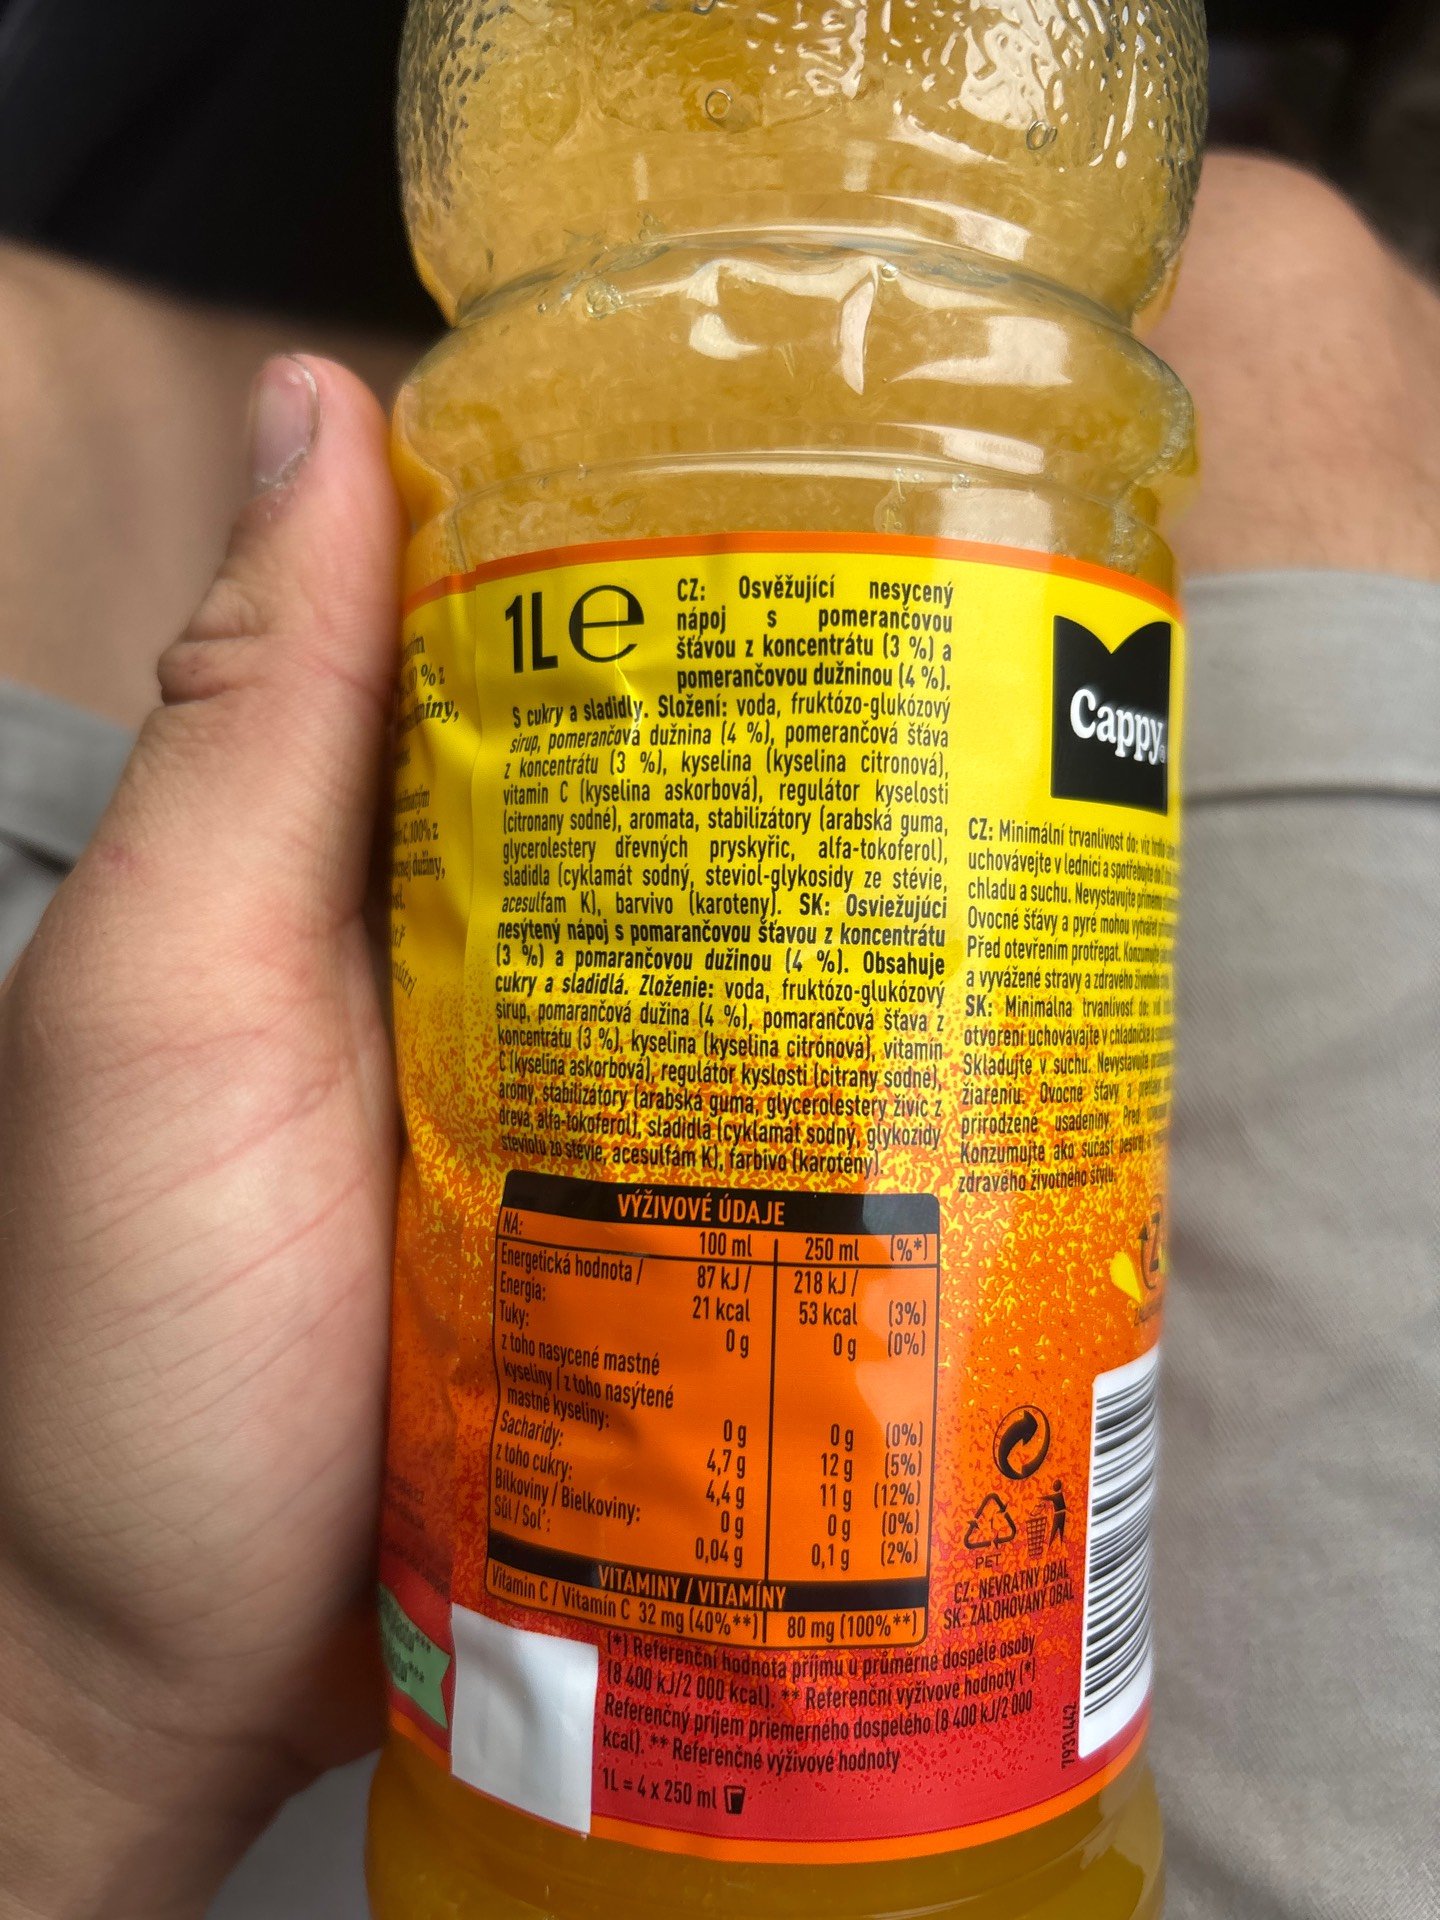 1L e
CZ: Osvěžující nesycený
nápoj s pomerančovou
šťávou z koncentrátu (3 %) a
pomerančovou dužninou (4 %).
S cukry a sladidly. Složení: voda, fruktózo-glukózový
sirup, pomerančová dužnina (4 %), pomerančová šťáva
z koncentrátu (3 %), kyselina (kyselina citronová),
vitamin C (kyselina askorbová), regulátor kyselosti
(citronany sodné), aromata, stabilizátory (arabská guma,
glycerolestery dřevných pryskyřic, alfa-tokoferol),
sladidla (cyklamát sodný, steviol-glykosidy ze stévie,
acesulfam K), barvivo (karoteny). SK: Osviežujúci
nesýtený nápoj s pomarančovou šťavou z koncentrátu
(3 %) a pomarančovou dužinou (4 %). Obsahuje
cukry a sladidlá. Zloženie: voda, fruktózo-glukózový
sirup, pomarančová dužina (4 %), pomarančová šťava z
koncentrátu (3 %), kyselina (kyselina citrónová), vitamín
C (kyselina askorbová), regulátor kyslosti (citrany sodné),
arómy, stabilizátory (arabská guma, glycerolestery živíc z
dreva, alfa-tokoferol), sladidlá (cyklamát sodný, glykozidy
steviolu zo stévie, acesulfám K), farbivo (karotény).
VÝŽIVOVÉ ÚDAJE
NA: 100 ml 250 ml (%*)
Energetická hodnota / 87 kJ / 218 kJ /
Energia: 21 kcal 53 kcal (3%)
Tuky: 0 g 0 g (0%)
z toho nasycené mastné
kyseliny / z toho nasýtené
mastné kyseliny: 0 g 0 g (0%)
Sacharidy: 4,7 g 12 g (5%)
z toho cukry: 4,4 g 11 g (12%)
Bílkoviny / Bielkoviny: 0 g 0 g (0%)
Sůl / Soľ: 0,04 g 0,1 g (2%)
VITAMINY / VITAMÍNY
Vitamin C / Vitamín C 32 mg (40%**) 80 mg (100%**)
(*) Referenční hodnota příjmu u průměrné dospělé osoby
(8 400 kJ/2 000 kcal). ** Referenční výživové hodnoty (*)
Referenčný príjem priemerného dospelého (8 400 kJ/2 000
kcal). ** Referenčné výživové hodnoty
1L = 4 x 250 ml
Cappy
CZ: Minimální trvanlivost do: viz
uchovávejte v lednici a spotřebujte do
chladu a suchu. Nevystavujte přímému
Ovocné šťávy a pyré mohou vytvářet
Před otevřením protřepat. Konzumujte
a vyvážené stravy a zdravého životního
SK: Minimálna trvanlivosť do:
otvorení uchovávajte v chladničke a
Skladujte v suchu. Nevystavujte
žiareniu. Ovocné šťavy a
prírodzené usadeniny. Pred
Konzumujte ako súčasť
zdravého životného štýlu.
PET
CZ: NEVRATNÝ OBAL
SK: ZÁLOHOVANÝ OBAL
7931442